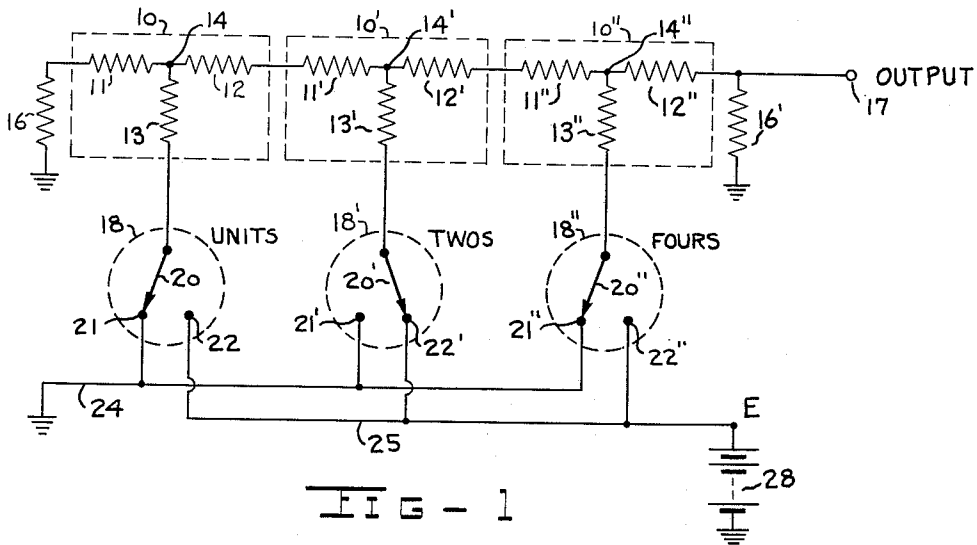 10 14 10' 14' 10" 14"
OUTPUT
11 12 11' 12' 11" 12" 17
16 13 13' 13" 16'
18 UNITS 18' TWOS 18" FOURS
20 20' 20"
21 22 21' 22' 21" 22"
24 25 E
28
FIG - 1